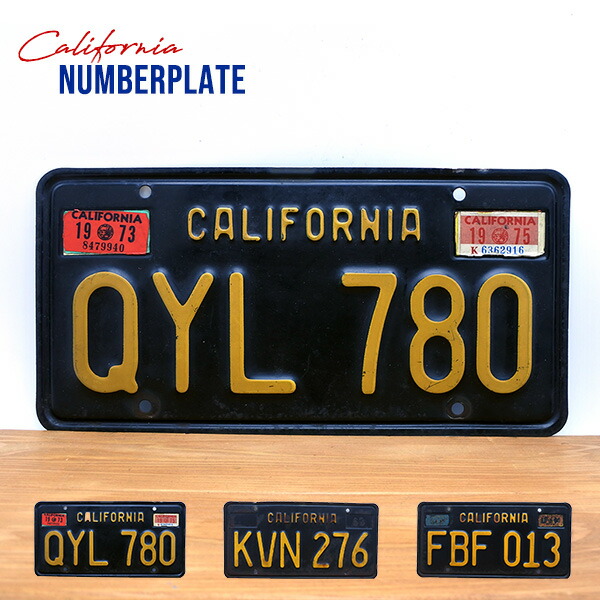 California
NUMBERPLATE
CALIFORNIA
19 73
8479940
CALIFORNIA
CALIFORNIA
19 75
K 6362916
QYL 780
CALIFORNIA
QYL 780
CALIFORNIA
KVN 276
CALIFORNIA
FBF 013